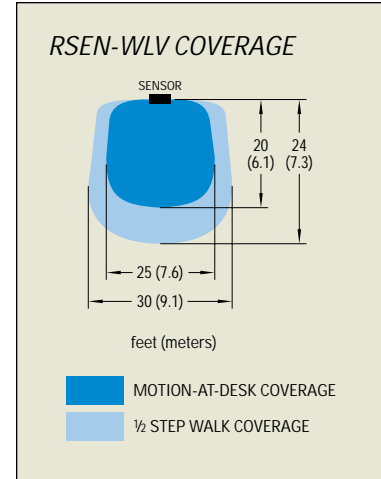 RSEN-WLV COVERAGE
SENSOR
20
(6.1)
24
(7.3)
25 (7.6)
30 (9.1)
feet (meters)
MOTION-AT-DESK COVERAGE
½ STEP WALK COVERAGE